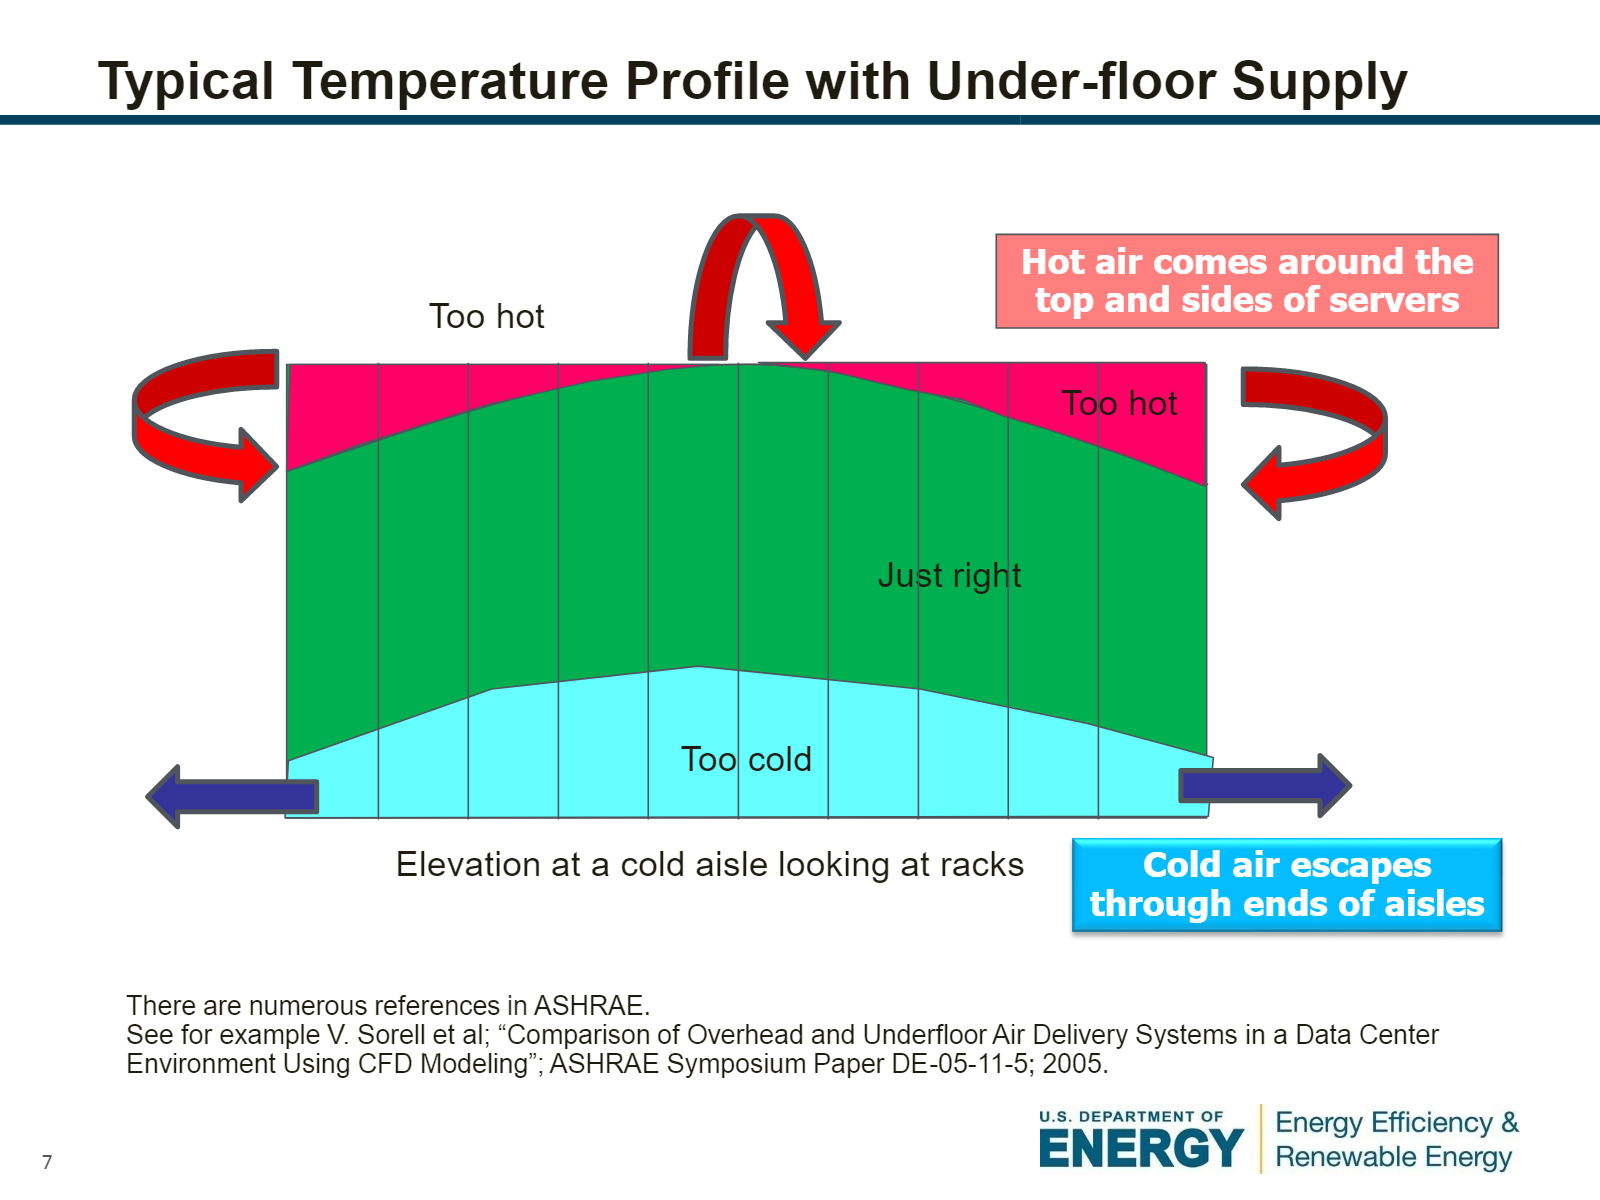 Typical Temperature Profile with Under-floor Supply
Hot air comes around the
top and sides of servers
Too hot
Too hot
Just right
Too cold
Elevation at a cold aisle looking at racks
Cold air escapes
through ends of aisles
There are numerous references in ASHRAE.
See for example V. Sorell et al; “Comparison of Overhead and Underfloor Air Delivery Systems in a Data Center
Environment Using CFD Modeling”; ASHRAE Symposium Paper DE-05-11-5; 2005.
U.S. DEPARTMENT OF
ENERGY
Energy Efficiency &
Renewable Energy
7